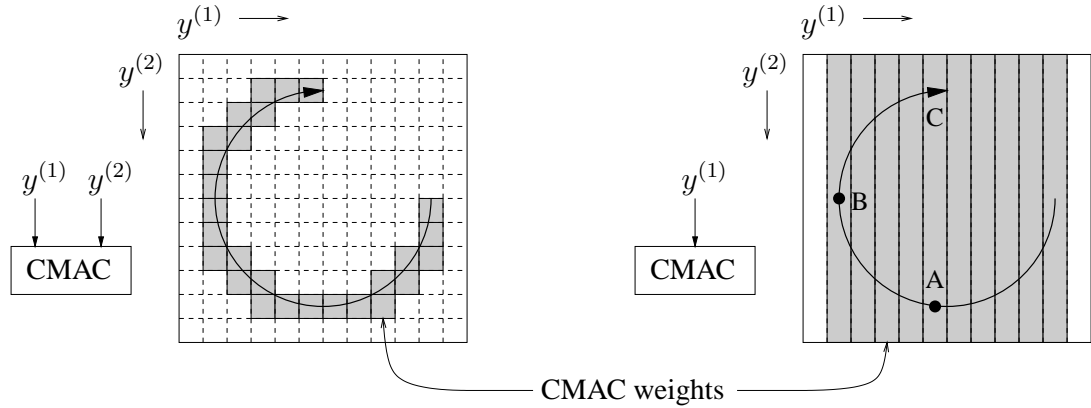 y^{(1)}
y^{(2)}
y^{(1)} y^{(2)}
CMAC
y^{(1)}
y^{(2)}
y^{(1)}
CMAC
C
B
A
CMAC weights